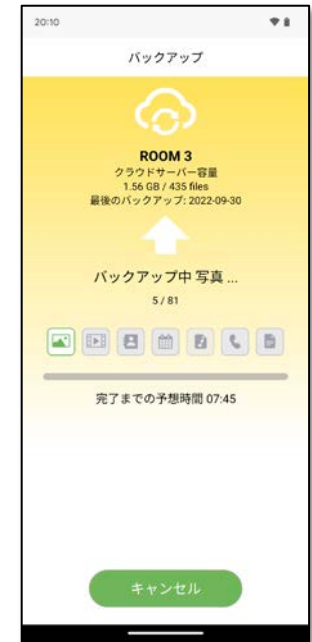 20:10
バックアップ
ROOM 3
クラウドサーバー容量
1.56 GB / 435 files
最後のバックアップ: 2022-09-30
バックアップ中 写真 ...
5 / 81
完了までの予想時間 07:45
キャンセル